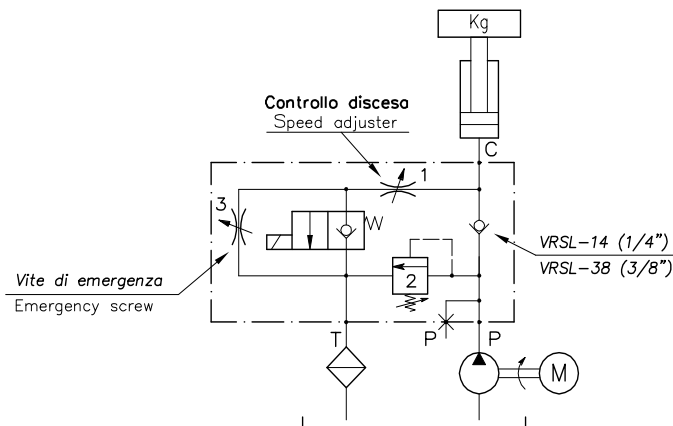 Kg
Controllo discesa
Speed adjuster
C
1
3
VRSL-14 (1/4")
VRSL-38 (3/8")
Vite di emergenza
Emergency screw
2
T
P
P
M